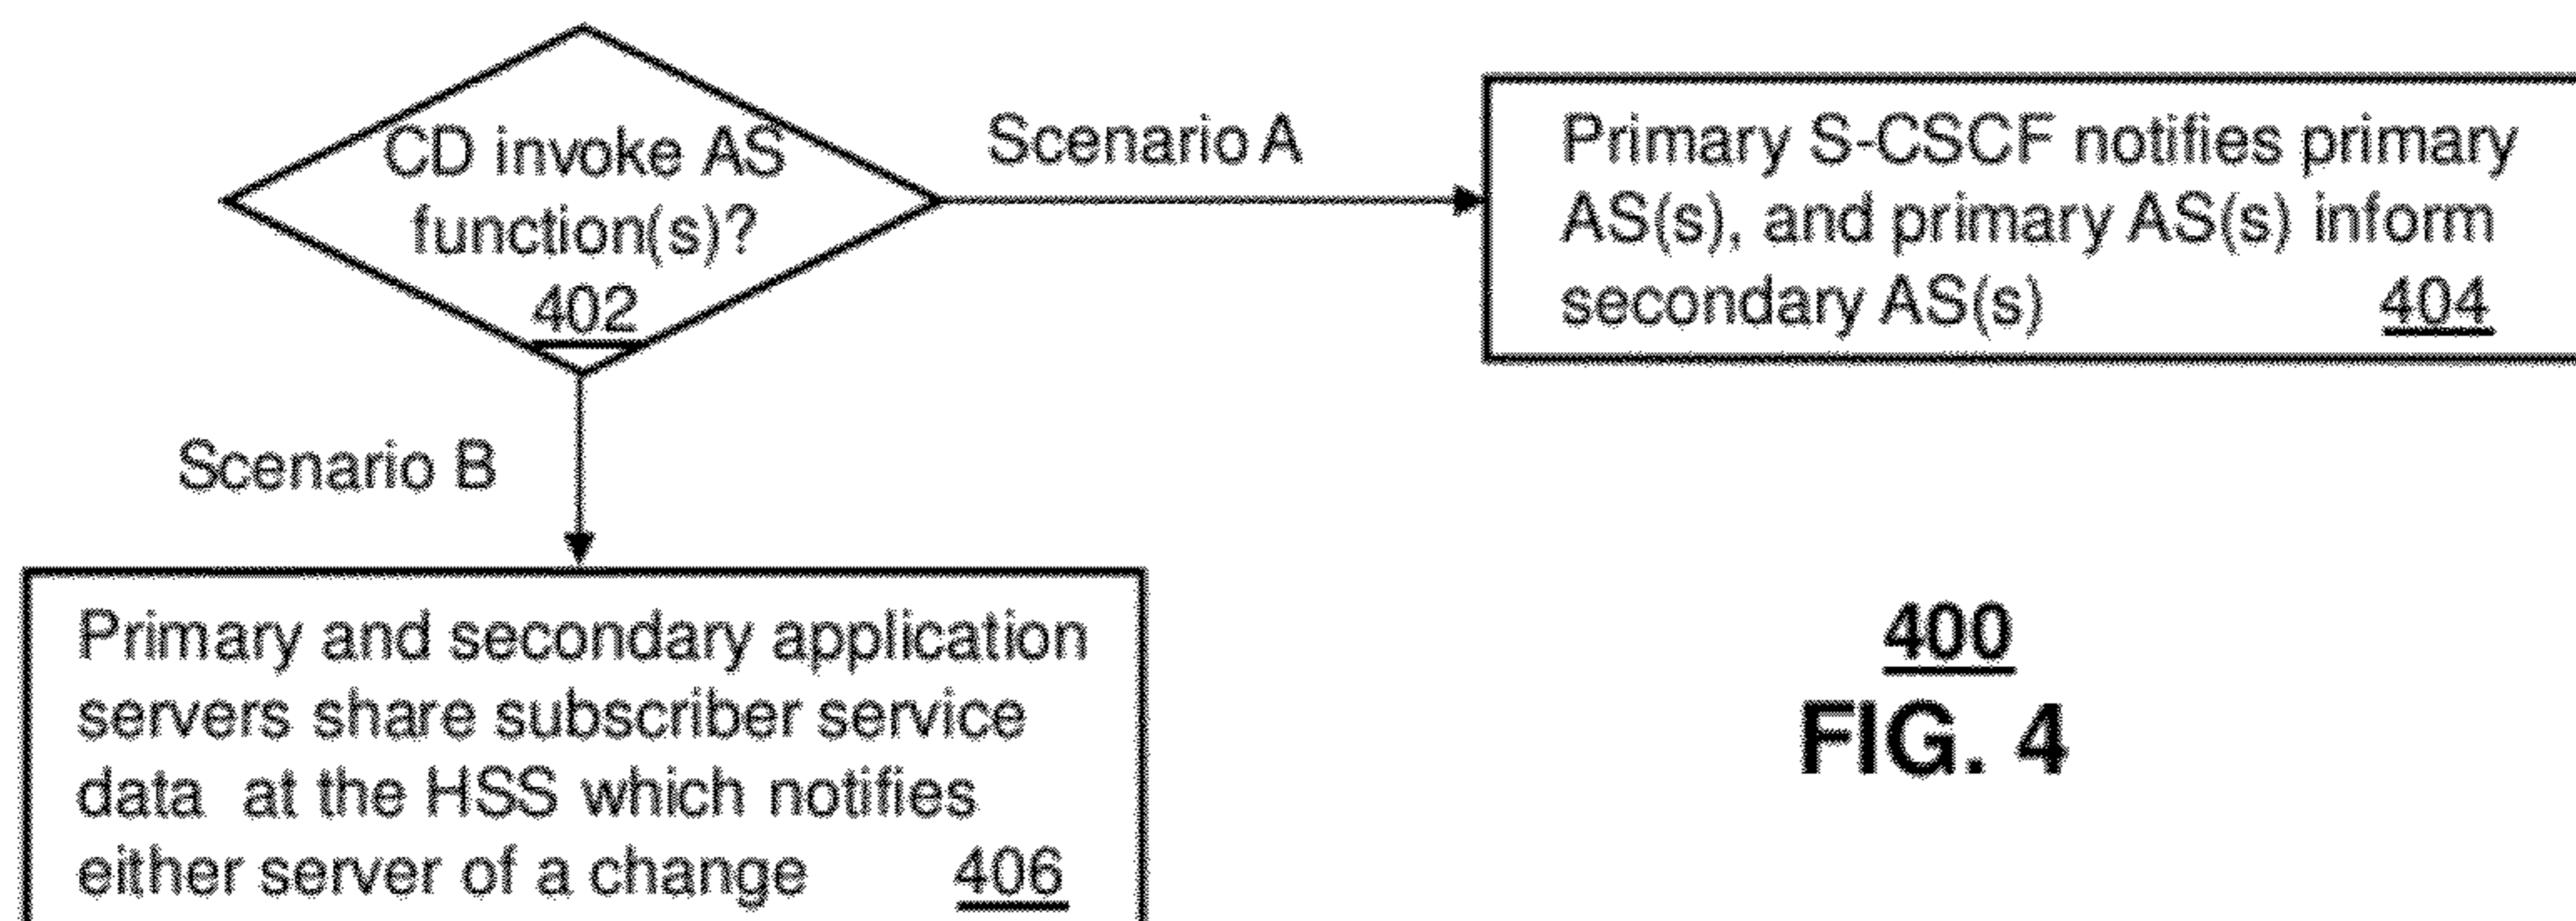 CD invoke AS
function(s)?
402
Scenario A
Primary S-CSCF notifies primary
AS(s), and primary AS(s) inform
secondary AS(s) 404
Scenario B
Primary and secondary application
servers share subscriber service
data at the HSS which notifies
either server of a change 406
400
FIG. 4